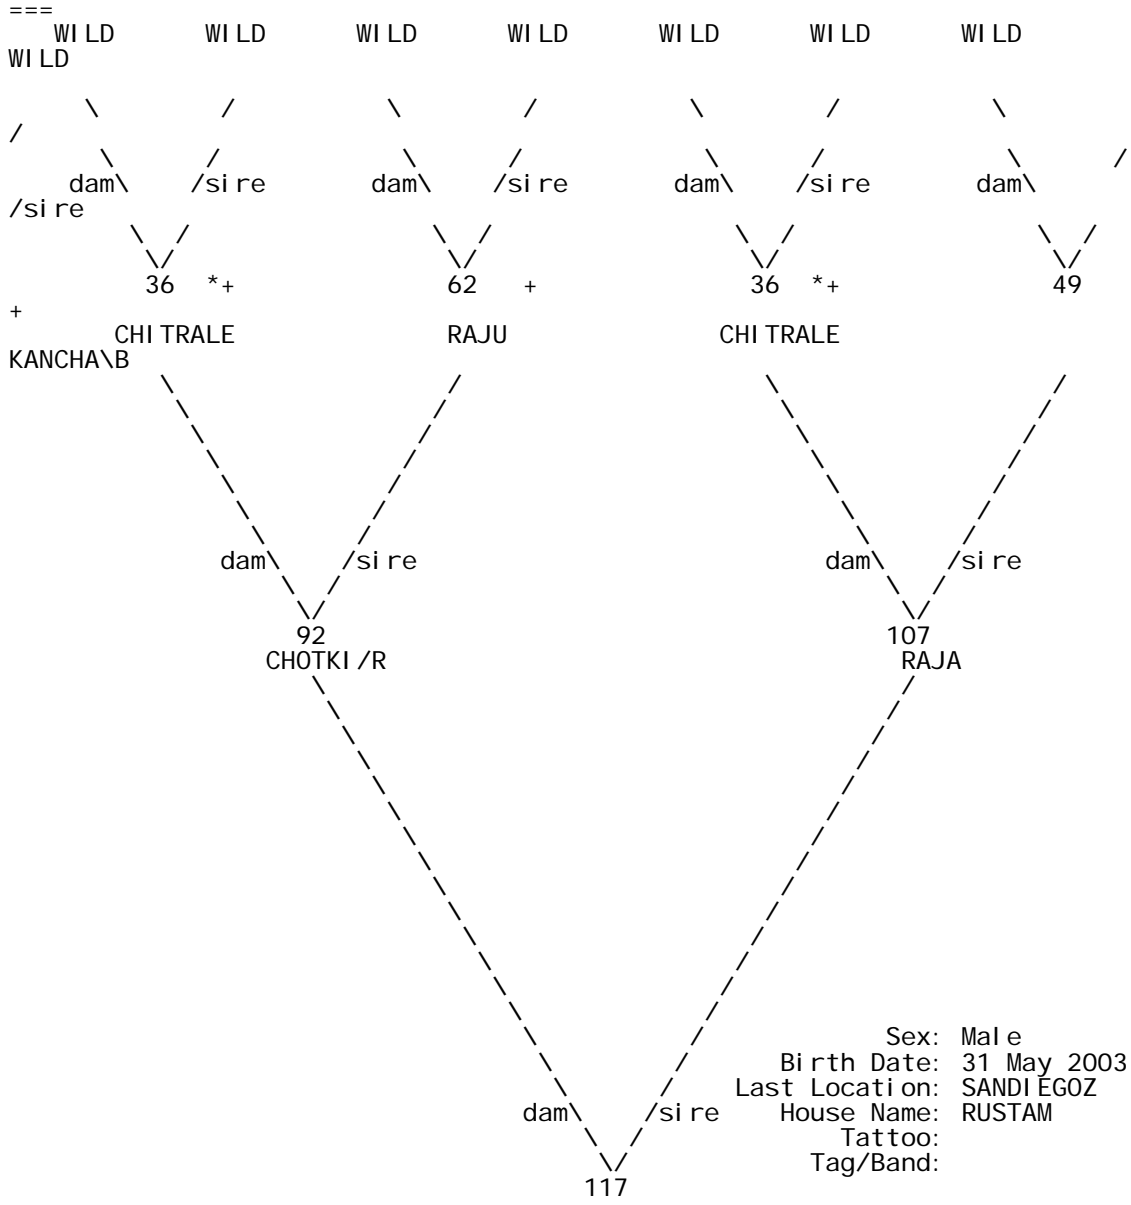 ===
WILD WILD WILD WILD WILD WILD WILD
WILD
\ / \ / \ / \
/
\ / \ / \ / \ /
dam\ /sire dam\ /sire dam\ /sire dam\
/sire
\ / \ / \ / \ /
\/ \/ \/ \/
36 *+ 62 + 36 *+ 49
+
CHITRALE RAJU CHITRALE
KANCHA\B
\ / \ /
\ / \ /
\ / \ /
\ / \ /
\ / \ /
\ / \ /
\ / \ /
dam\ /sire dam\ /sire
\ / \ /
\/ \/
92 107
CHOTKI/R RAJA
\ /
\ /
\ /
\ /
\ /
\ /
\ /
\ /
\ /
\ /
\ /
\ /
\ /
\ /
\ / Sex: Male
\ / Birth Date: 31 May 2003
\ / Last Location: SANDIEGOZ
dam\ /sire House Name: RUSTAM
\ / Tattoo:
\/ Tag/Band:
117